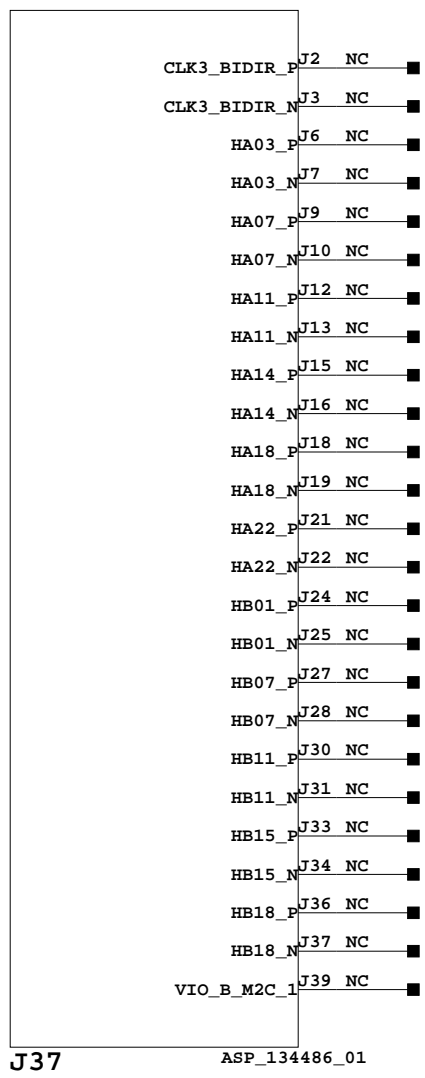 CLK3_BIDIR_P J2 NC
CLK3_BIDIR_N J3 NC
HA03_P J6 NC
HA03_N J7 NC
HA07_P J9 NC
HA07_N J10 NC
HA11_P J12 NC
HA11_N J13 NC
HA14_P J15 NC
HA14_N J16 NC
HA18_P J18 NC
HA18_N J19 NC
HA22_P J21 NC
HA22_N J22 NC
HB01_P J24 NC
HB01_N J25 NC
HB07_P J27 NC
HB07_N J28 NC
HB11_P J30 NC
HB11_N J31 NC
HB15_P J33 NC
HB15_N J34 NC
HB18_P J36 NC
HB18_N J37 NC
VIO_B_M2C_1 J39 NC
J37 ASP_134486_01